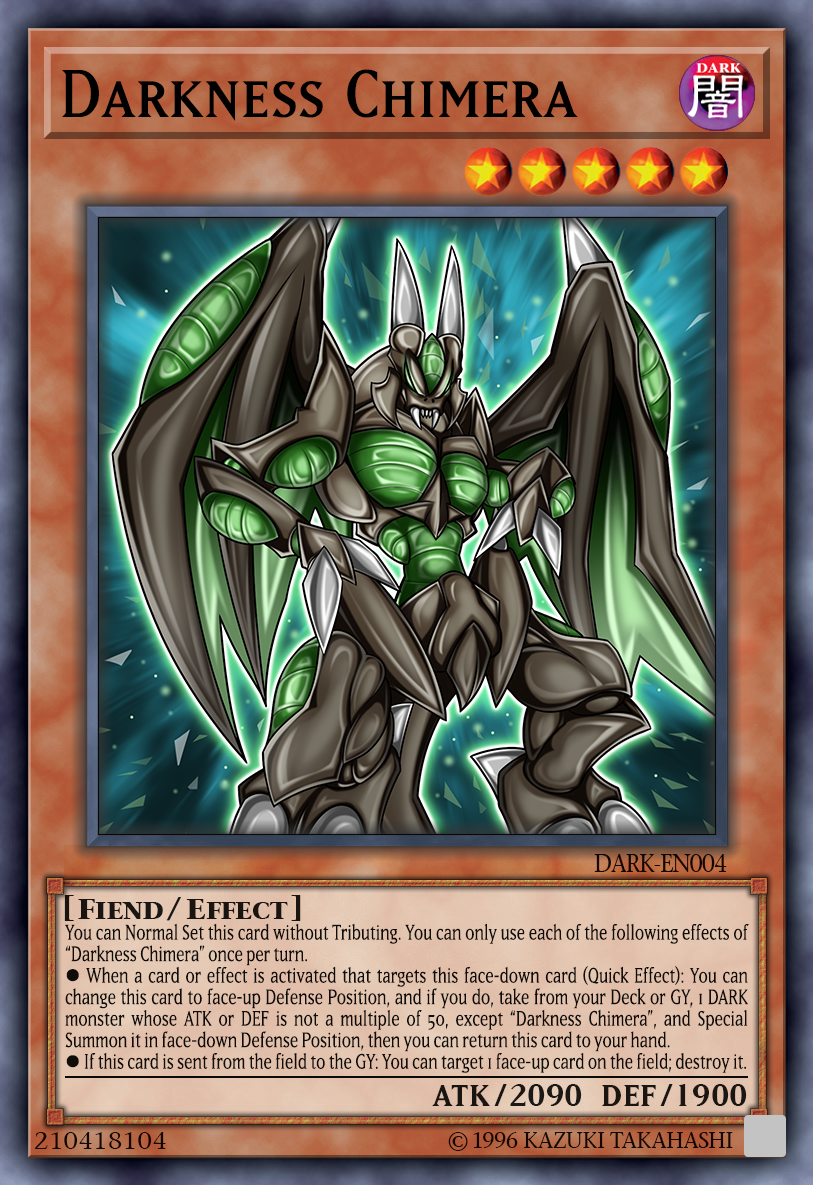 Darkness Chimera
DARK
闇
DARK-EN004
[Fiend/Effect]
You can Normal Set this card without Tributing. You can only use each of the following effects of
“Darkness Chimera” once per turn.
● When a card or effect is activated that targets this face-down card (Quick Effect): You can
change this card to face-up Defense Position, and if you do, take from your Deck or GY, 1 DARK
monster whose ATK or DEF is not a multiple of 50, except “Darkness Chimera”, and Special
Summon it in face-down Defense Position, then you can return this card to your hand.
● If this card is sent from the field to the GY: You can target 1 face-up card on the field; destroy it.
ATK/2090 DEF/1900
210418104 © 1996 KAZUKI TAKAHASHI